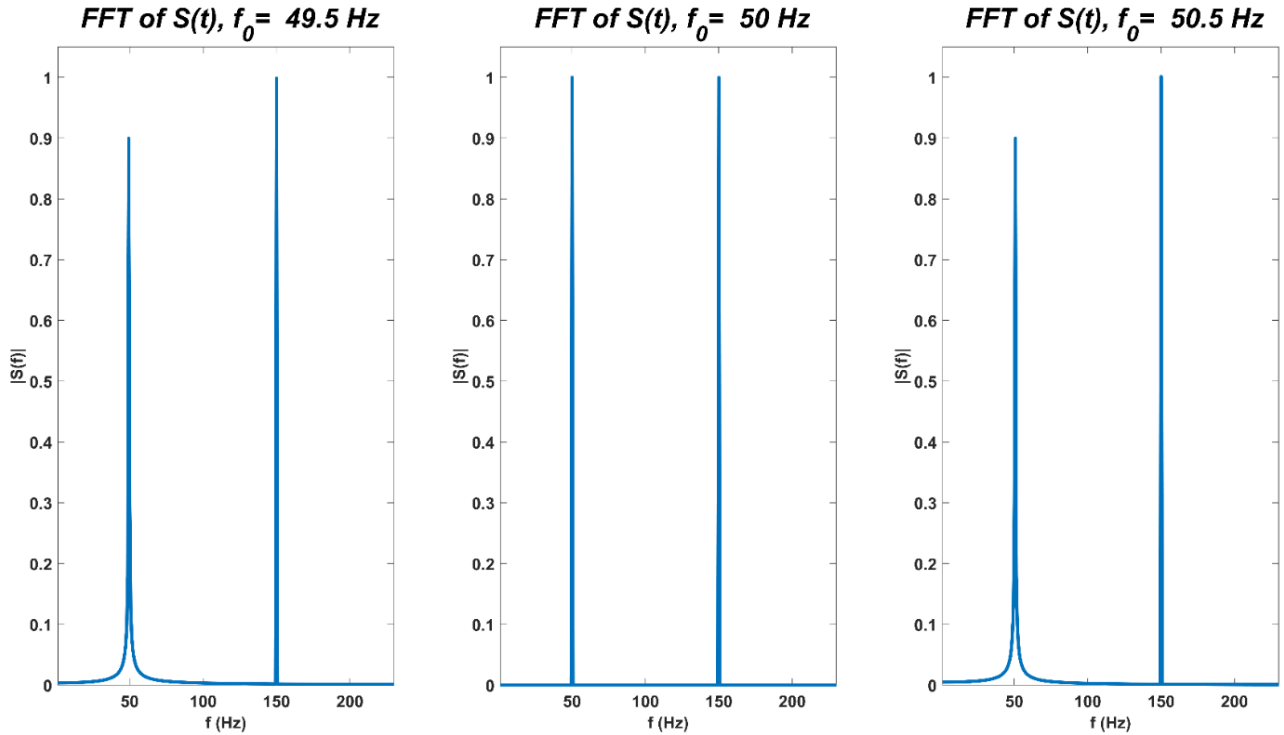 FFT of S(t), f0= 49.5 Hz
1
0.9
0.8
0.7
0.6
0.5
0.4
0.3
0.2
0.1
0
|S(f)|
50 100 150 200
f (Hz)
FFT of S(t), f0= 50 Hz
1
0.9
0.8
0.7
0.6
0.5
0.4
0.3
0.2
0.1
0
|S(f)|
50 100 150 200
f (Hz)
FFT of S(t), f0= 50.5 Hz
1
0.9
0.8
0.7
0.6
0.5
0.4
0.3
0.2
0.1
0
|S(f)|
50 100 150 200
f (Hz)